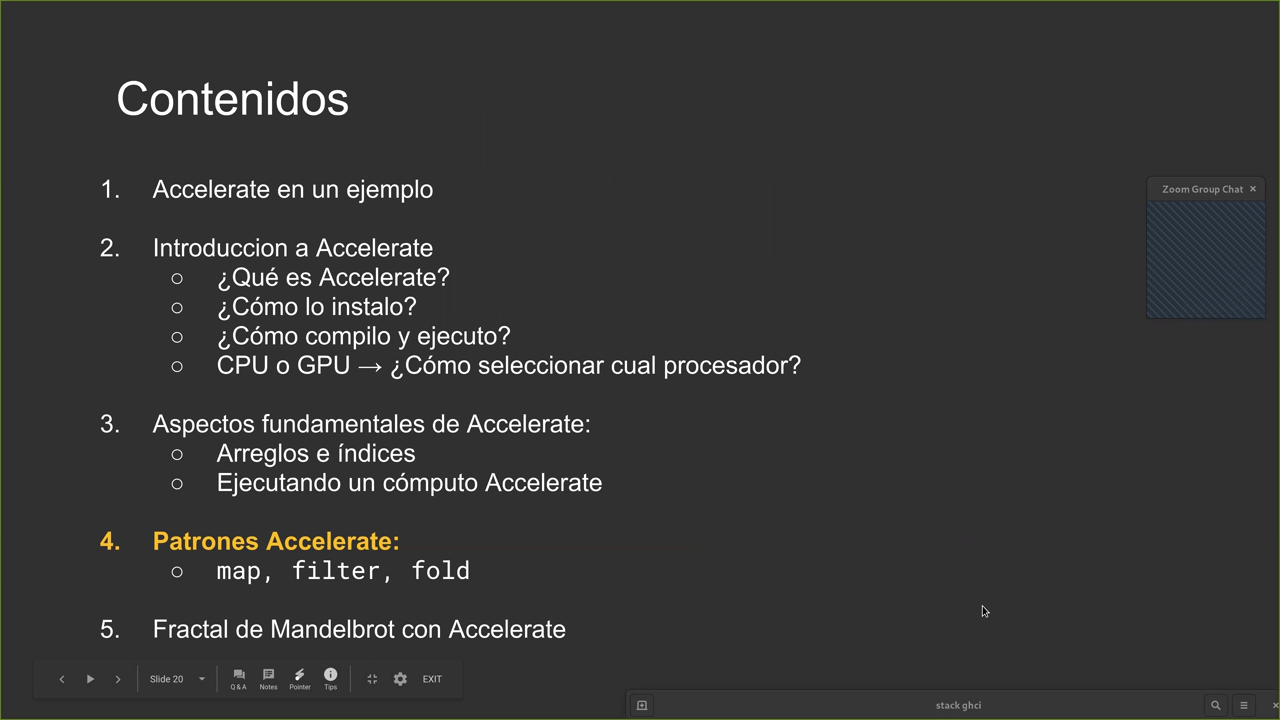 Contenidos
1. Accelerate en un ejemplo
Zoom Group Chat ×
2. Introduccion a Accelerate
○ ¿Qué es Accelerate?
○ ¿Cómo lo instalo?
○ ¿Cómo compilo y ejecuto?
○ CPU o GPU → ¿Cómo seleccionar cual procesador?
3. Aspectos fundamentales de Accelerate:
○ Arreglos e índices
○ Ejecutando un cómputo Accelerate
4. Patrones Accelerate:
○ map, filter, fold
5. Fractal de Mandelbrot con Accelerate
Slide 20
Q & A
Notes
Pointer
Tips
EXIT
stack ghci